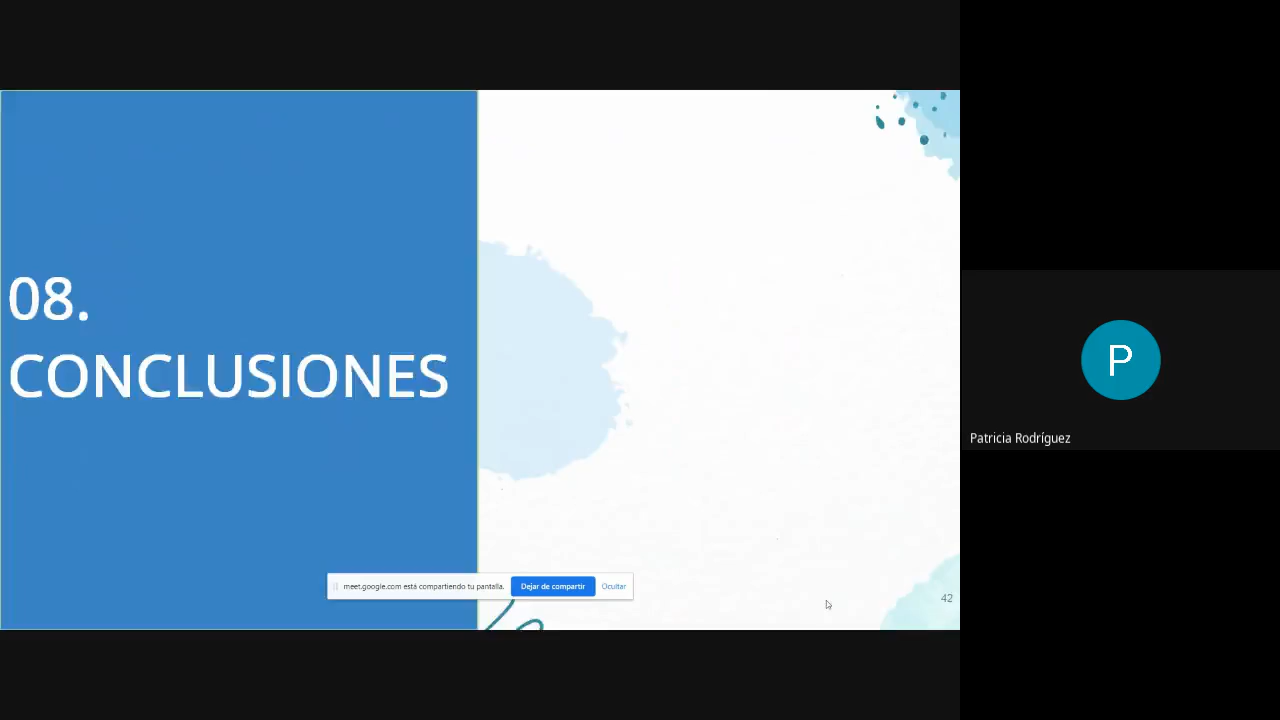 08.
CONCLUSIONES
meet.google.com está compartiendo tu pantalla.
Dejar de compartir
Ocultar
42
P
Patricia Rodríguez